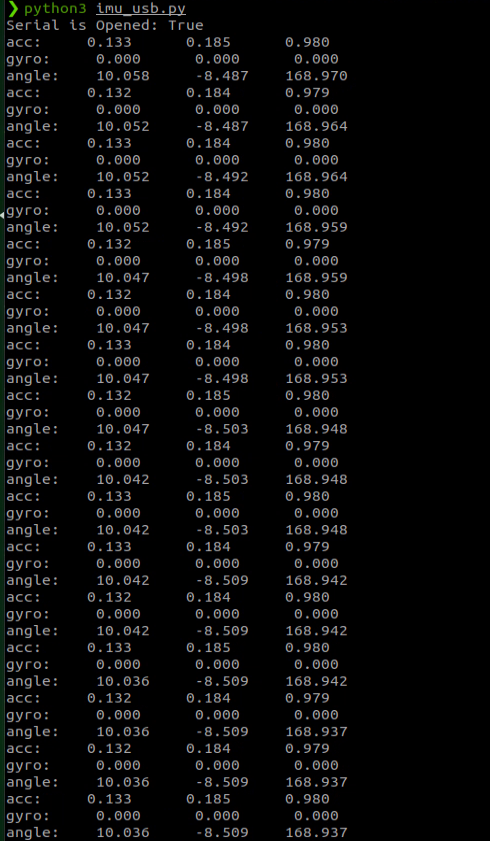 ❯ python3 imu_usb.py
Serial is Opened: True
acc: 0.133 0.185 0.980
gyro: 0.000 0.000 0.000
angle: 10.058 -8.487 168.970
acc: 0.132 0.184 0.979
gyro: 0.000 0.000 0.000
angle: 10.052 -8.487 168.964
acc: 0.133 0.184 0.980
gyro: 0.000 0.000 0.000
angle: 10.052 -8.492 168.964
acc: 0.133 0.184 0.980
gyro: 0.000 0.000 0.000
angle: 10.052 -8.492 168.959
acc: 0.132 0.185 0.979
gyro: 0.000 0.000 0.000
angle: 10.047 -8.498 168.959
acc: 0.132 0.184 0.980
gyro: 0.000 0.000 0.000
angle: 10.047 -8.498 168.953
acc: 0.133 0.184 0.980
gyro: 0.000 0.000 0.000
angle: 10.047 -8.498 168.953
acc: 0.132 0.185 0.980
gyro: 0.000 0.000 0.000
angle: 10.047 -8.503 168.948
acc: 0.132 0.184 0.979
gyro: 0.000 0.000 0.000
angle: 10.042 -8.503 168.948
acc: 0.133 0.185 0.980
gyro: 0.000 0.000 0.000
angle: 10.042 -8.503 168.948
acc: 0.133 0.184 0.979
gyro: 0.000 0.000 0.000
angle: 10.042 -8.509 168.942
acc: 0.132 0.184 0.980
gyro: 0.000 0.000 0.000
angle: 10.042 -8.509 168.942
acc: 0.133 0.185 0.980
gyro: 0.000 0.000 0.000
angle: 10.036 -8.509 168.942
acc: 0.132 0.184 0.979
gyro: 0.000 0.000 0.000
angle: 10.036 -8.509 168.937
acc: 0.132 0.184 0.979
gyro: 0.000 0.000 0.000
angle: 10.036 -8.509 168.937
acc: 0.133 0.185 0.980
gyro: 0.000 0.000 0.000
angle: 10.036 -8.509 168.937